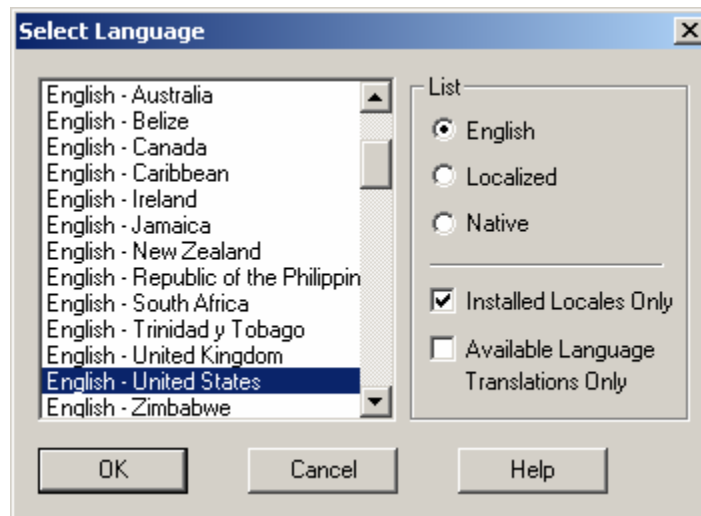 Select Language
English - Australia
English - Belize
English - Canada
English - Caribbean
English - Ireland
English - Jamaica
English - New Zealand
English - Republic of the Philippin
English - South Africa
English - Trinidad y Tobago
English - United Kingdom
English - United States
English - Zimbabwe
List
English
Localized
Native
Installed Locales Only
Available Language
Translations Only
OK
Cancel
Help